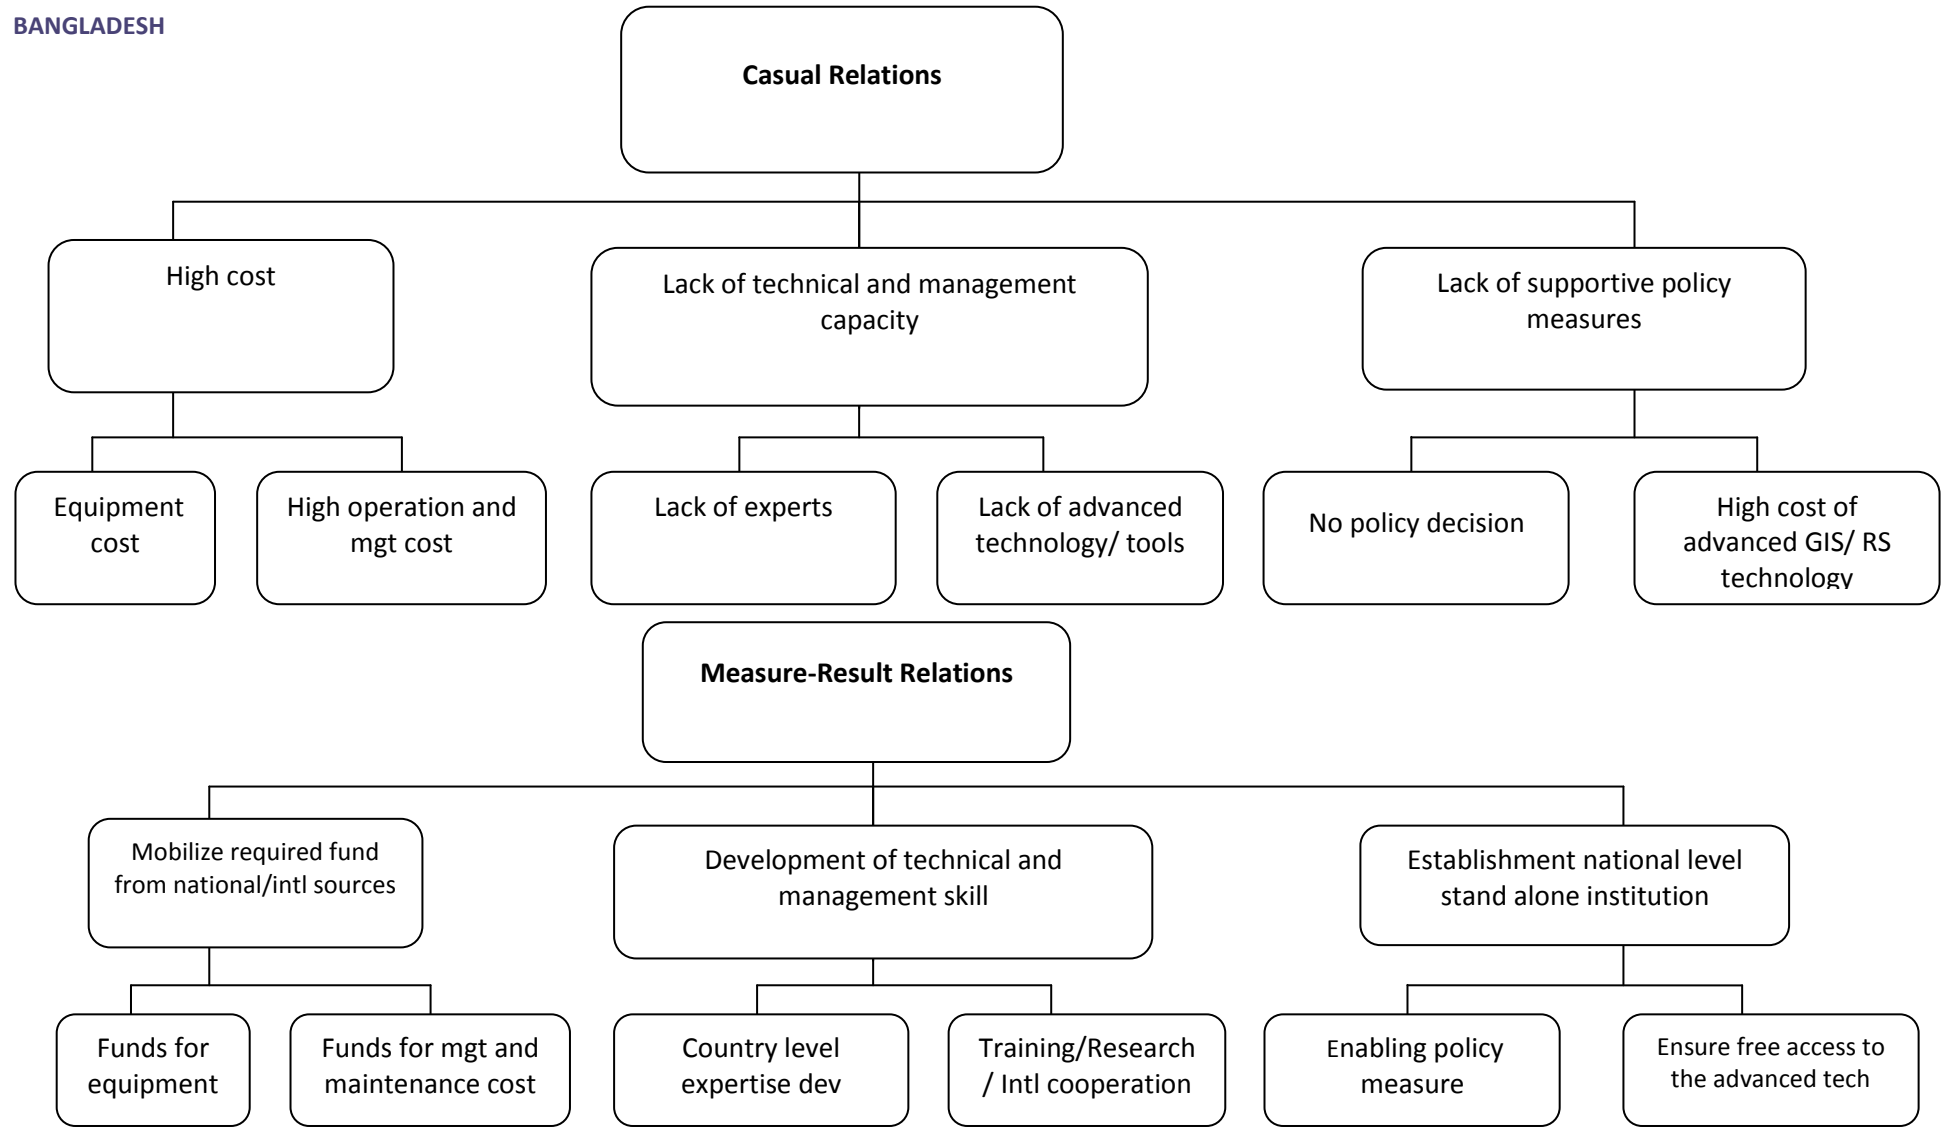 BANGLADESH
Casual Relations
High cost
Lack of technical and management
capacity
Lack of supportive policy
measures
Equipment
cost
High operation and
mgt cost
Lack of experts
Lack of advanced
technology/ tools
No policy decision
High cost of
advanced GIS/ RS
technology
Measure-Result Relations
Mobilize required fund
from national/intl sources
Development of technical and
management skill
Establishment national level
stand alone institution
Funds for
equipment
Funds for mgt and
maintenance cost
Country level
expertise dev
Training/Research
/ Intl cooperation
Enabling policy
measure
Ensure free access to
the advanced tech